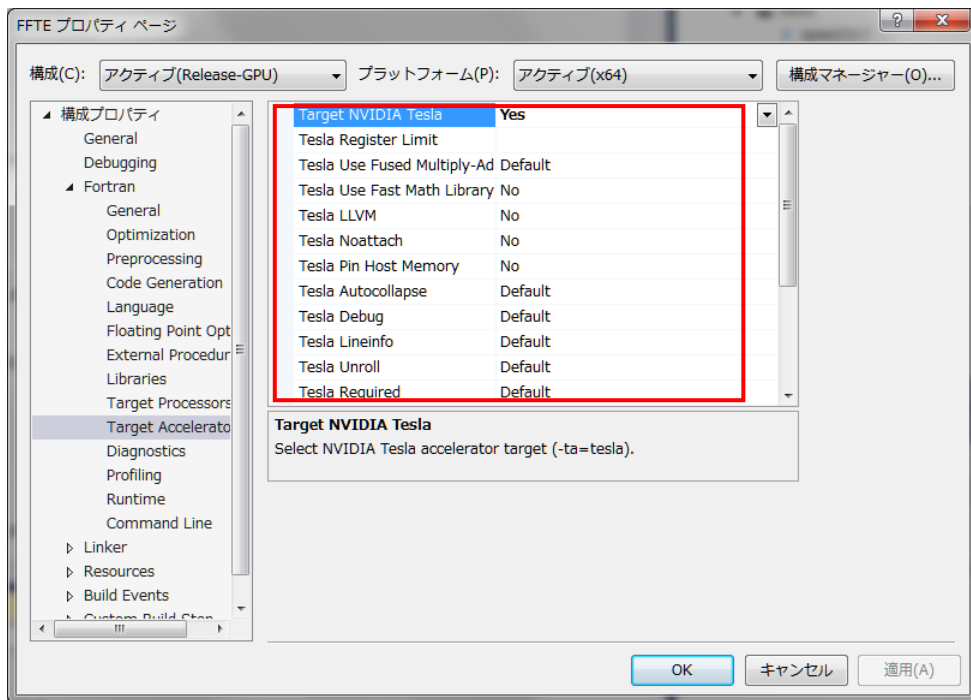 FFTE プロパティ ページ
構成(C): アクティブ(Release-GPU) プラットフォーム(P): アクティブ(x64) 構成マネージャー(O)...
構成プロパティ
General
Debugging
Fortran
General
Optimization
Preprocessing
Code Generation
Language
Floating Point Opt
External Procedur
Libraries
Target Processors
Target Accelerato
Diagnostics
Profiling
Runtime
Command Line
Linker
Resources
Build Events
Custom Build Step
Target NVIDIA Tesla Yes
Tesla Register Limit
Tesla Use Fused Multiply-Ad Default
Tesla Use Fast Math Library No
Tesla LLVM No
Tesla Noattach No
Tesla Pin Host Memory No
Tesla Autocollapse Default
Tesla Debug Default
Tesla Lineinfo Default
Tesla Unroll Default
Tesla Required Default
Target NVIDIA Tesla
Select NVIDIA Tesla accelerator target (-ta=tesla).
OK キャンセル 適用(A)